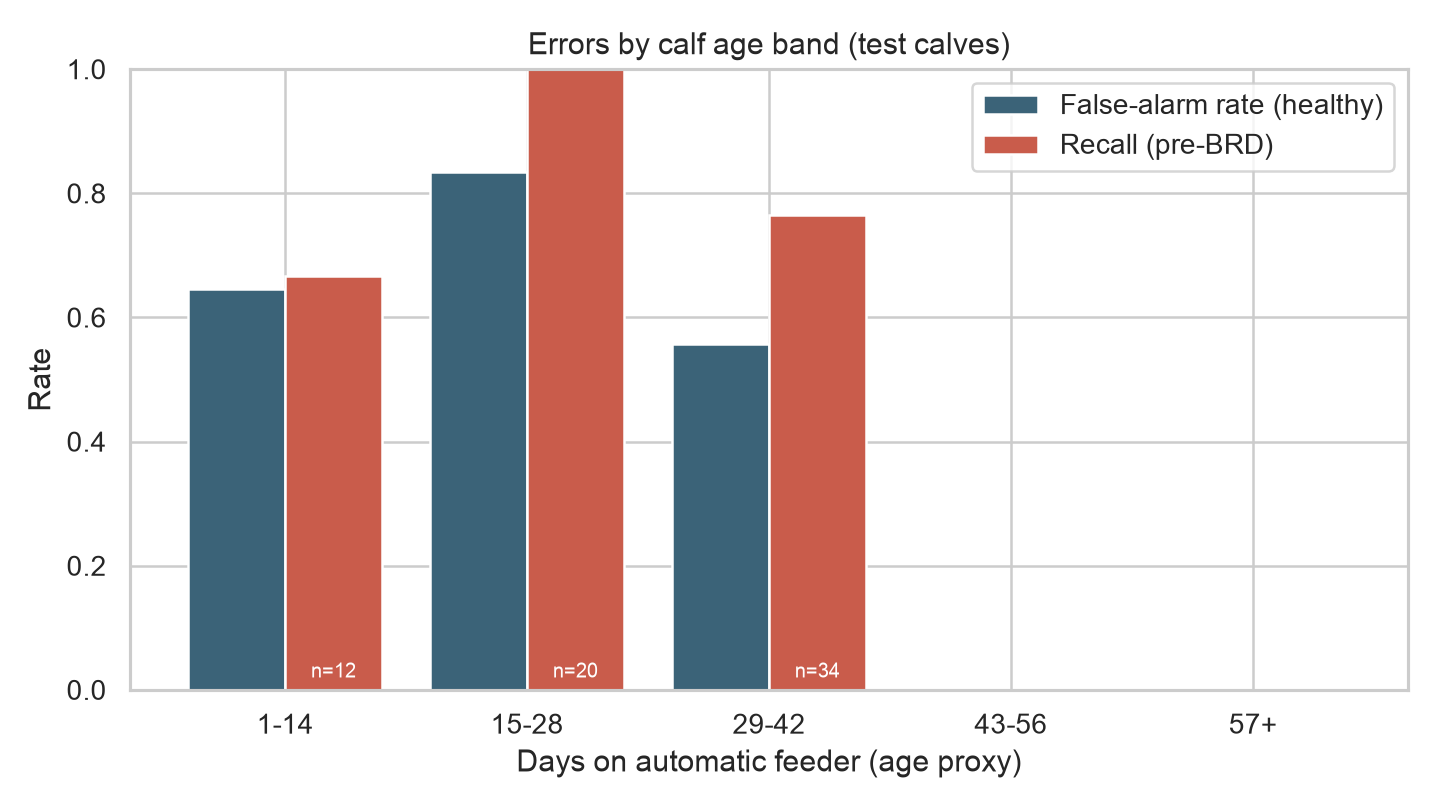 Errors by calf age band (test calves)
1.0
0.8
0.6
0.4
0.2
0.0
Rate
False-alarm rate (healthy)
Recall (pre-BRD)
n=12
n=20
n=34
1-14
15-28
29-42
43-56
57+
Days on automatic feeder (age proxy)